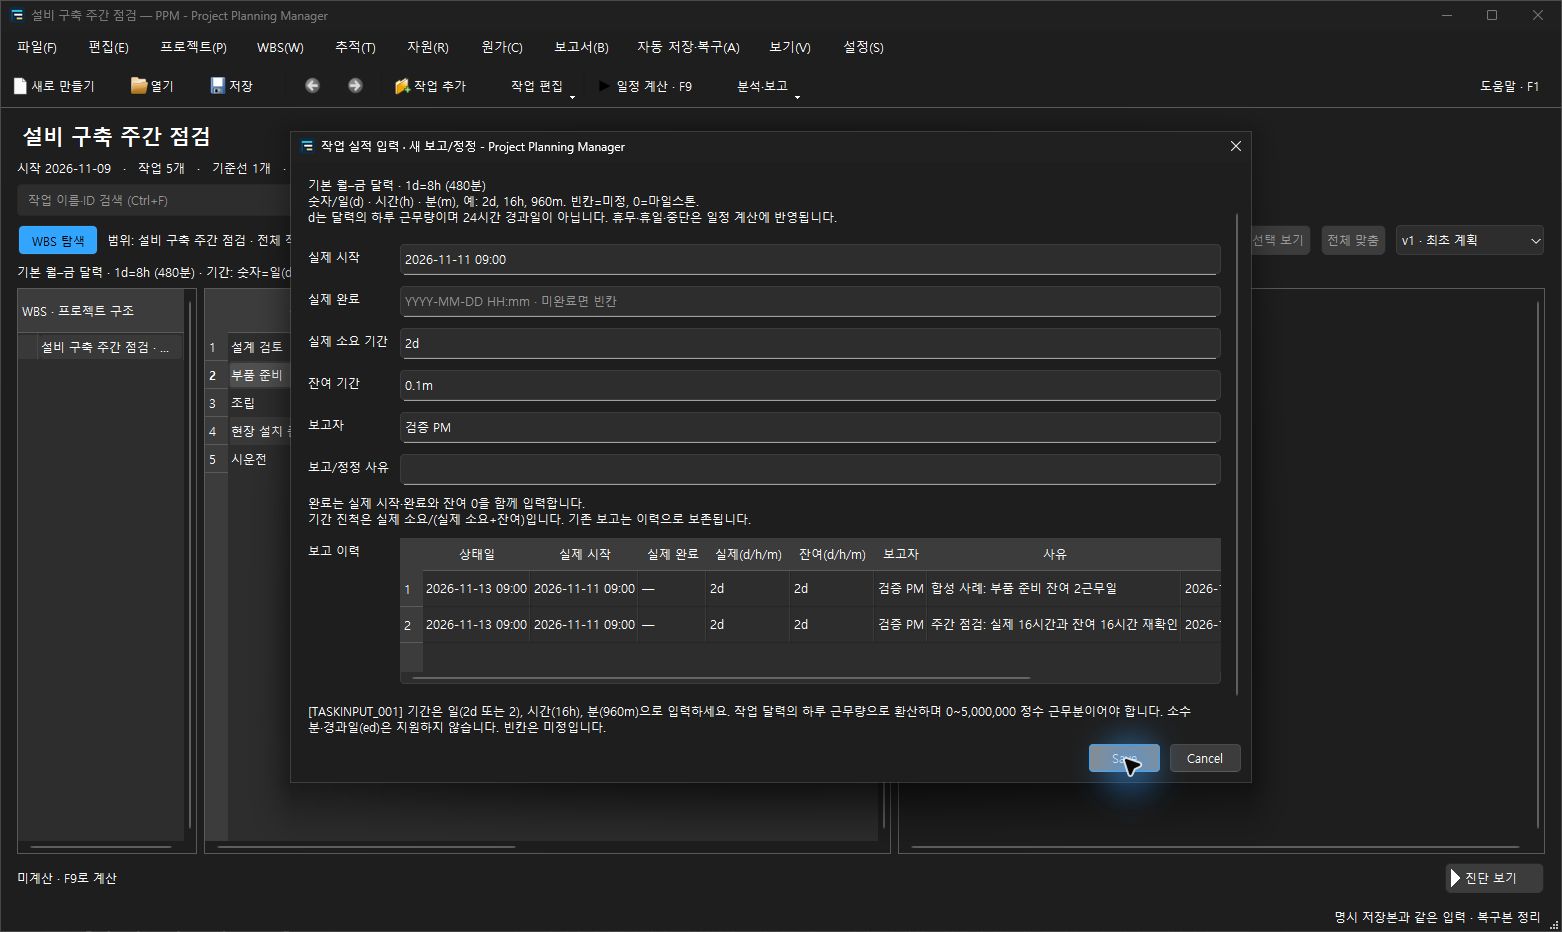 설비 구축 주간 점검 — PPM - Project Planning Manager
파일(F) 편집(E) 프로젝트(P) WBS(W) 추적(T) 자원(R) 원가(C) 보고서(B) 자동 저장·복구(A) 보기(V) 설정(S)
새로 만들기 열기 저장 작업 추가 작업 편집 일정 계산 · F9 분석·보고 도움말 · F1
설비 구축 주간 점검
시작 2026-11-09 · 작업 5개 · 기준선 1개 ·
작업 이름·ID 검색 (Ctrl+F)
WBS 탐색 범위: 설비 구축 주간 점검 · 전체 선택 보기 전체 맞춤 v1 · 최초 계획
기본 월–금 달력 · 1d=8h (480분) · 기간: 숫자=일(d
WBS · 프로젝트 구조
설비 구축 주간 점검 · ...
1 설계 검토
2 부품 준비
3 조립
4 현장 설치
5 시운전
작업 실적 입력 · 새 보고/정정 - Project Planning Manager
기본 월–금 달력 · 1d=8h (480분)
숫자/일(d) · 시간(h) · 분(m), 예: 2d, 16h, 960m. 빈칸=미정, 0=마일스톤.
d는 달력의 하루 근무량이며 24시간 경과일이 아닙니다. 휴무·휴일·중단은 일정 계산에 반영됩니다.
실제 시작 2026-11-11 09:00
실제 완료 YYYY-MM-DD HH:mm · 미완료면 빈칸
실제 소요 기간 2d
잔여 기간 0.1m
보고자 검증 PM
보고/정정 사유
완료는 실제 시작·완료와 잔여 0을 함께 입력합니다.
기간 진척은 실제 소요/(실제 소요+잔여)입니다. 기존 보고는 이력으로 보존됩니다.
보고 이력
상태일 실제 시작 실제 완료 실제(d/h/m) 잔여(d/h/m) 보고자 사유
1 2026-11-13 09:00 2026-11-11 09:00 — 2d 2d 검증 PM 합성 사례: 부품 준비 잔여 2근무일 2026-
2 2026-11-13 09:00 2026-11-11 09:00 — 2d 2d 검증 PM 주간 점검: 실제 16시간과 잔여 16시간 재확인 2026-
[TASKINPUT_001] 기간은 일(2d 또는 2), 시간(16h), 분(960m)으로 입력하세요. 작업 달력의 하루 근무량으로 환산하며 0~5,000,000 정수 근무분이어야 합니다. 소수
분·경과일(ed)은 지원하지 않습니다. 빈칸은 미정입니다.
Save Cancel
미계산 · F9로 계산
진단 보기
명시 저장본과 같은 입력 · 복구본 정리